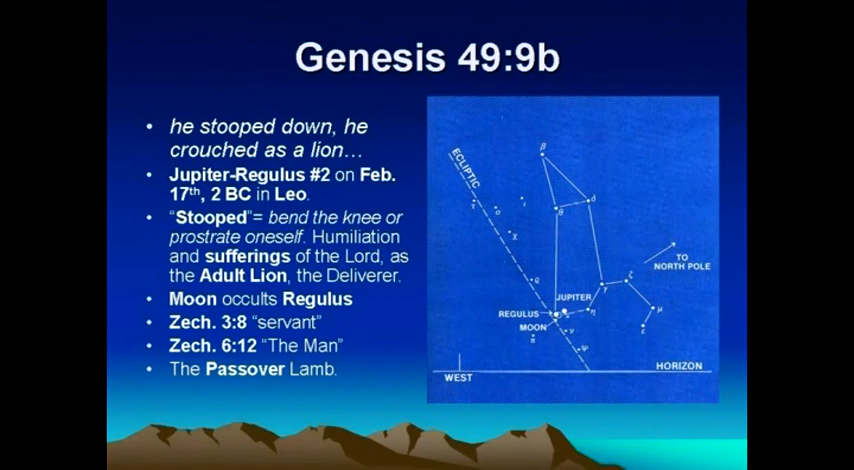 Genesis 49:9b
• he stooped down, he
crouched as a lion…
• Jupiter-Regulus #2 on Feb.
17th, 2 BC in Leo.
• “Stooped”= bend the knee or
prostrate oneself. Humiliation
and sufferings of the Lord, as
the Adult Lion, the Deliverer.
• Moon occults Regulus
• Zech. 3:8 “servant”
• Zech. 6:12 “The Man”
• The Passover Lamb.
β
ECLIPTIC
τ
σ
ι
θ
δ
χ
TO
NORTH POLE
ρ
ζ
γ
JUPITER
REGULUS
η
μ
MOON
ν
ε
π
ψ
HORIZON
WEST